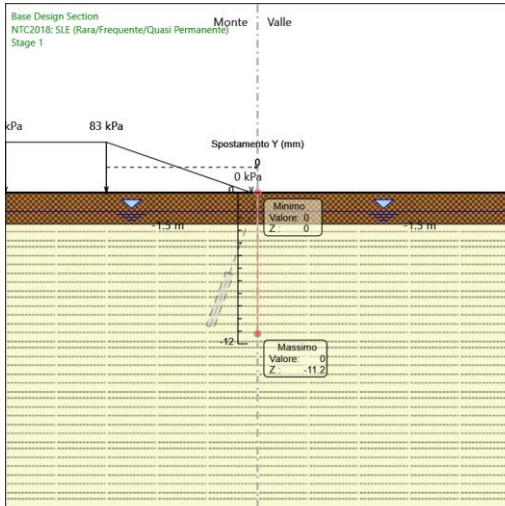 Base Design Section
NTC2018: SLE (Rara/Frequente/Quasi Permanente)
Stage 1
Monte
Valle
kPa
83 kPa
Spostamento Y (mm)
0
0 kPa
0
Minimo
Valore: 0
Z : 0
-1.5 m
-1.5 m
-12
Massimo
Valore: 0
Z : -11.2